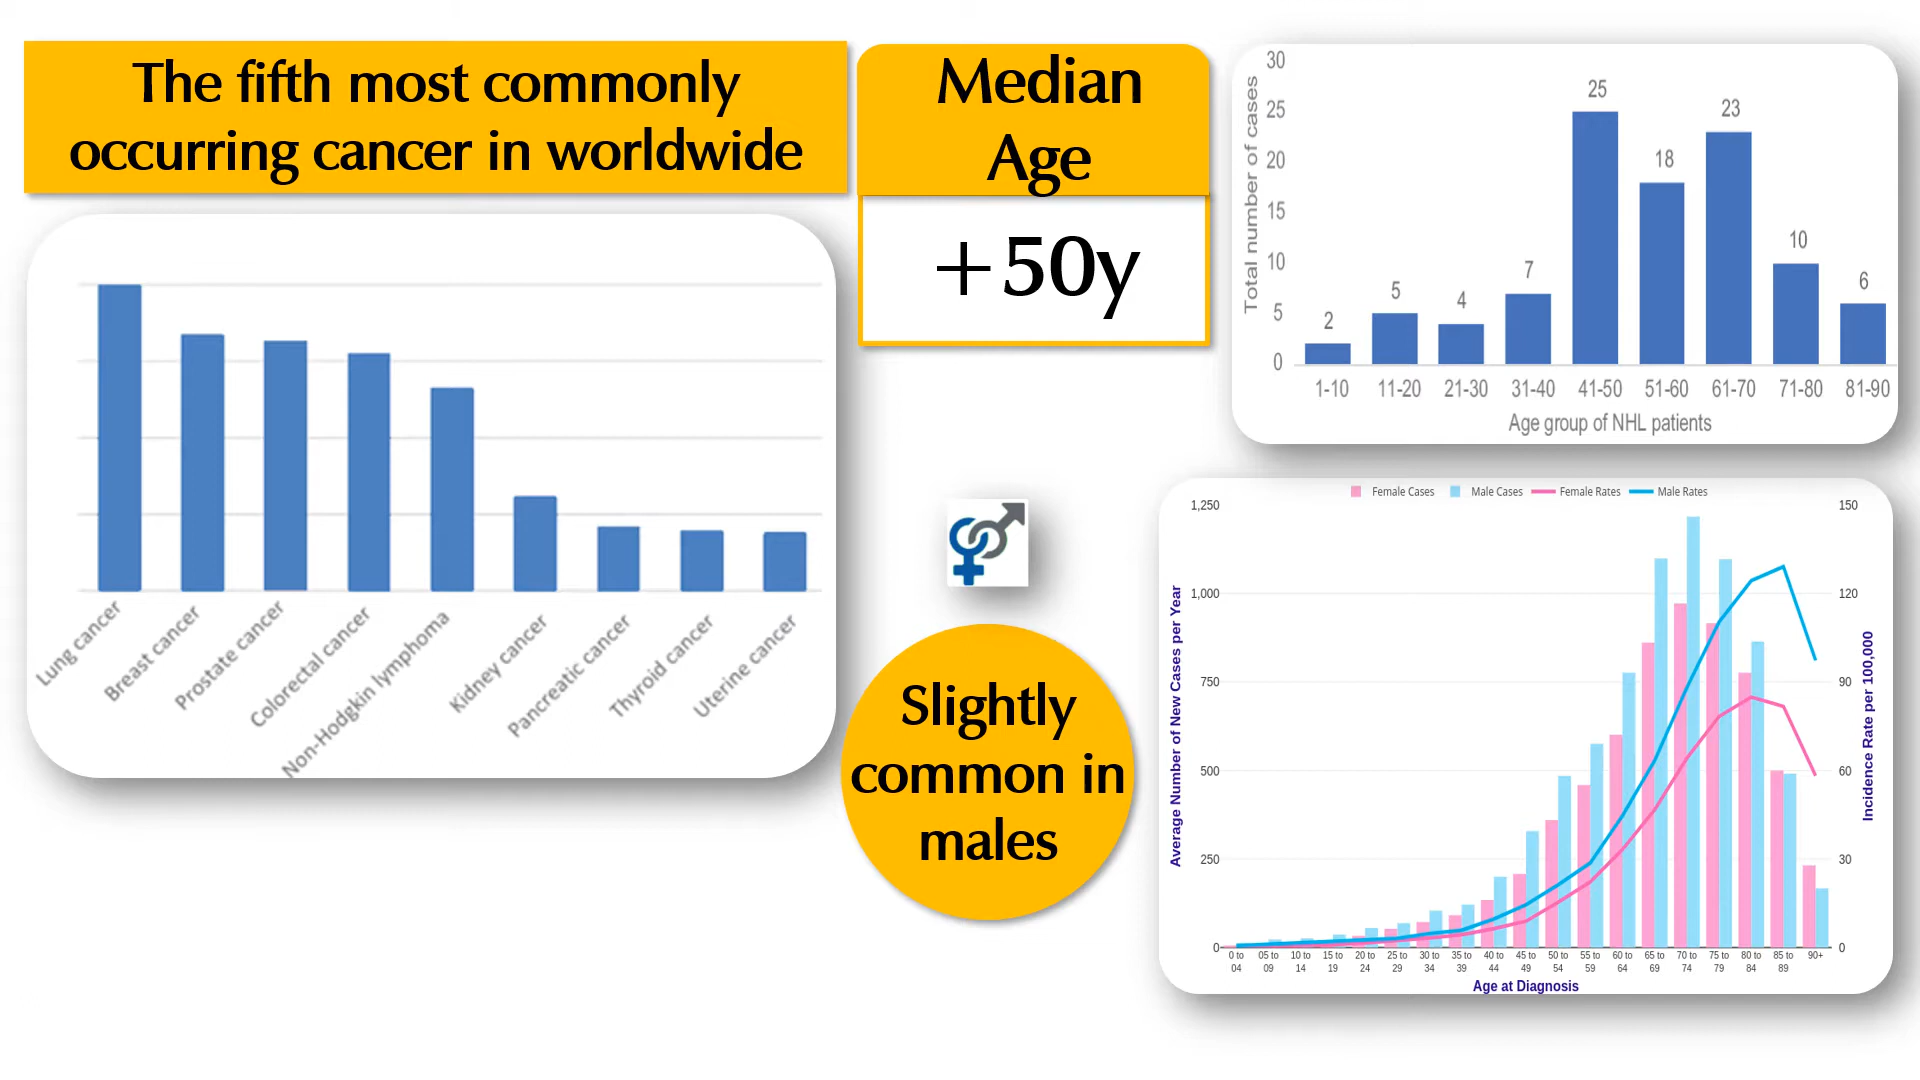 The fifth most commonly
occurring cancer in worldwide
Lung cancer
Breast cancer
Prostate cancer
Colorectal cancer
Non-Hodgkin lymphoma
Kidney cancer
Pancreatic cancer
Thyroid cancer
Uterine cancer
Median
Age
+50y
Slightly
common in
males
Total number of cases
30
25
20
15
10
5
0
2
5
4
7
25
18
23
10
6
1-10 11-20 21-30 31-40 41-50 51-60 61-70 71-80 81-90
Age group of NHL patients
Female Cases Male Cases Female Rates Male Rates
Average Number of New Cases per Year
1,250
1,000
750
500
250
0
150
120
90
60
30
0
Incidence Rate per 100,000
0 to 05 to 10 to 15 to 20 to 25 to 30 to 35 to 40 to 45 to 50 to 55 to 60 to 65 to 70 to 75 to 80 to 85 to 90+
04 09 14 19 24 29 34 39 44 49 54 59 64 69 74 79 84 89
Age at Diagnosis